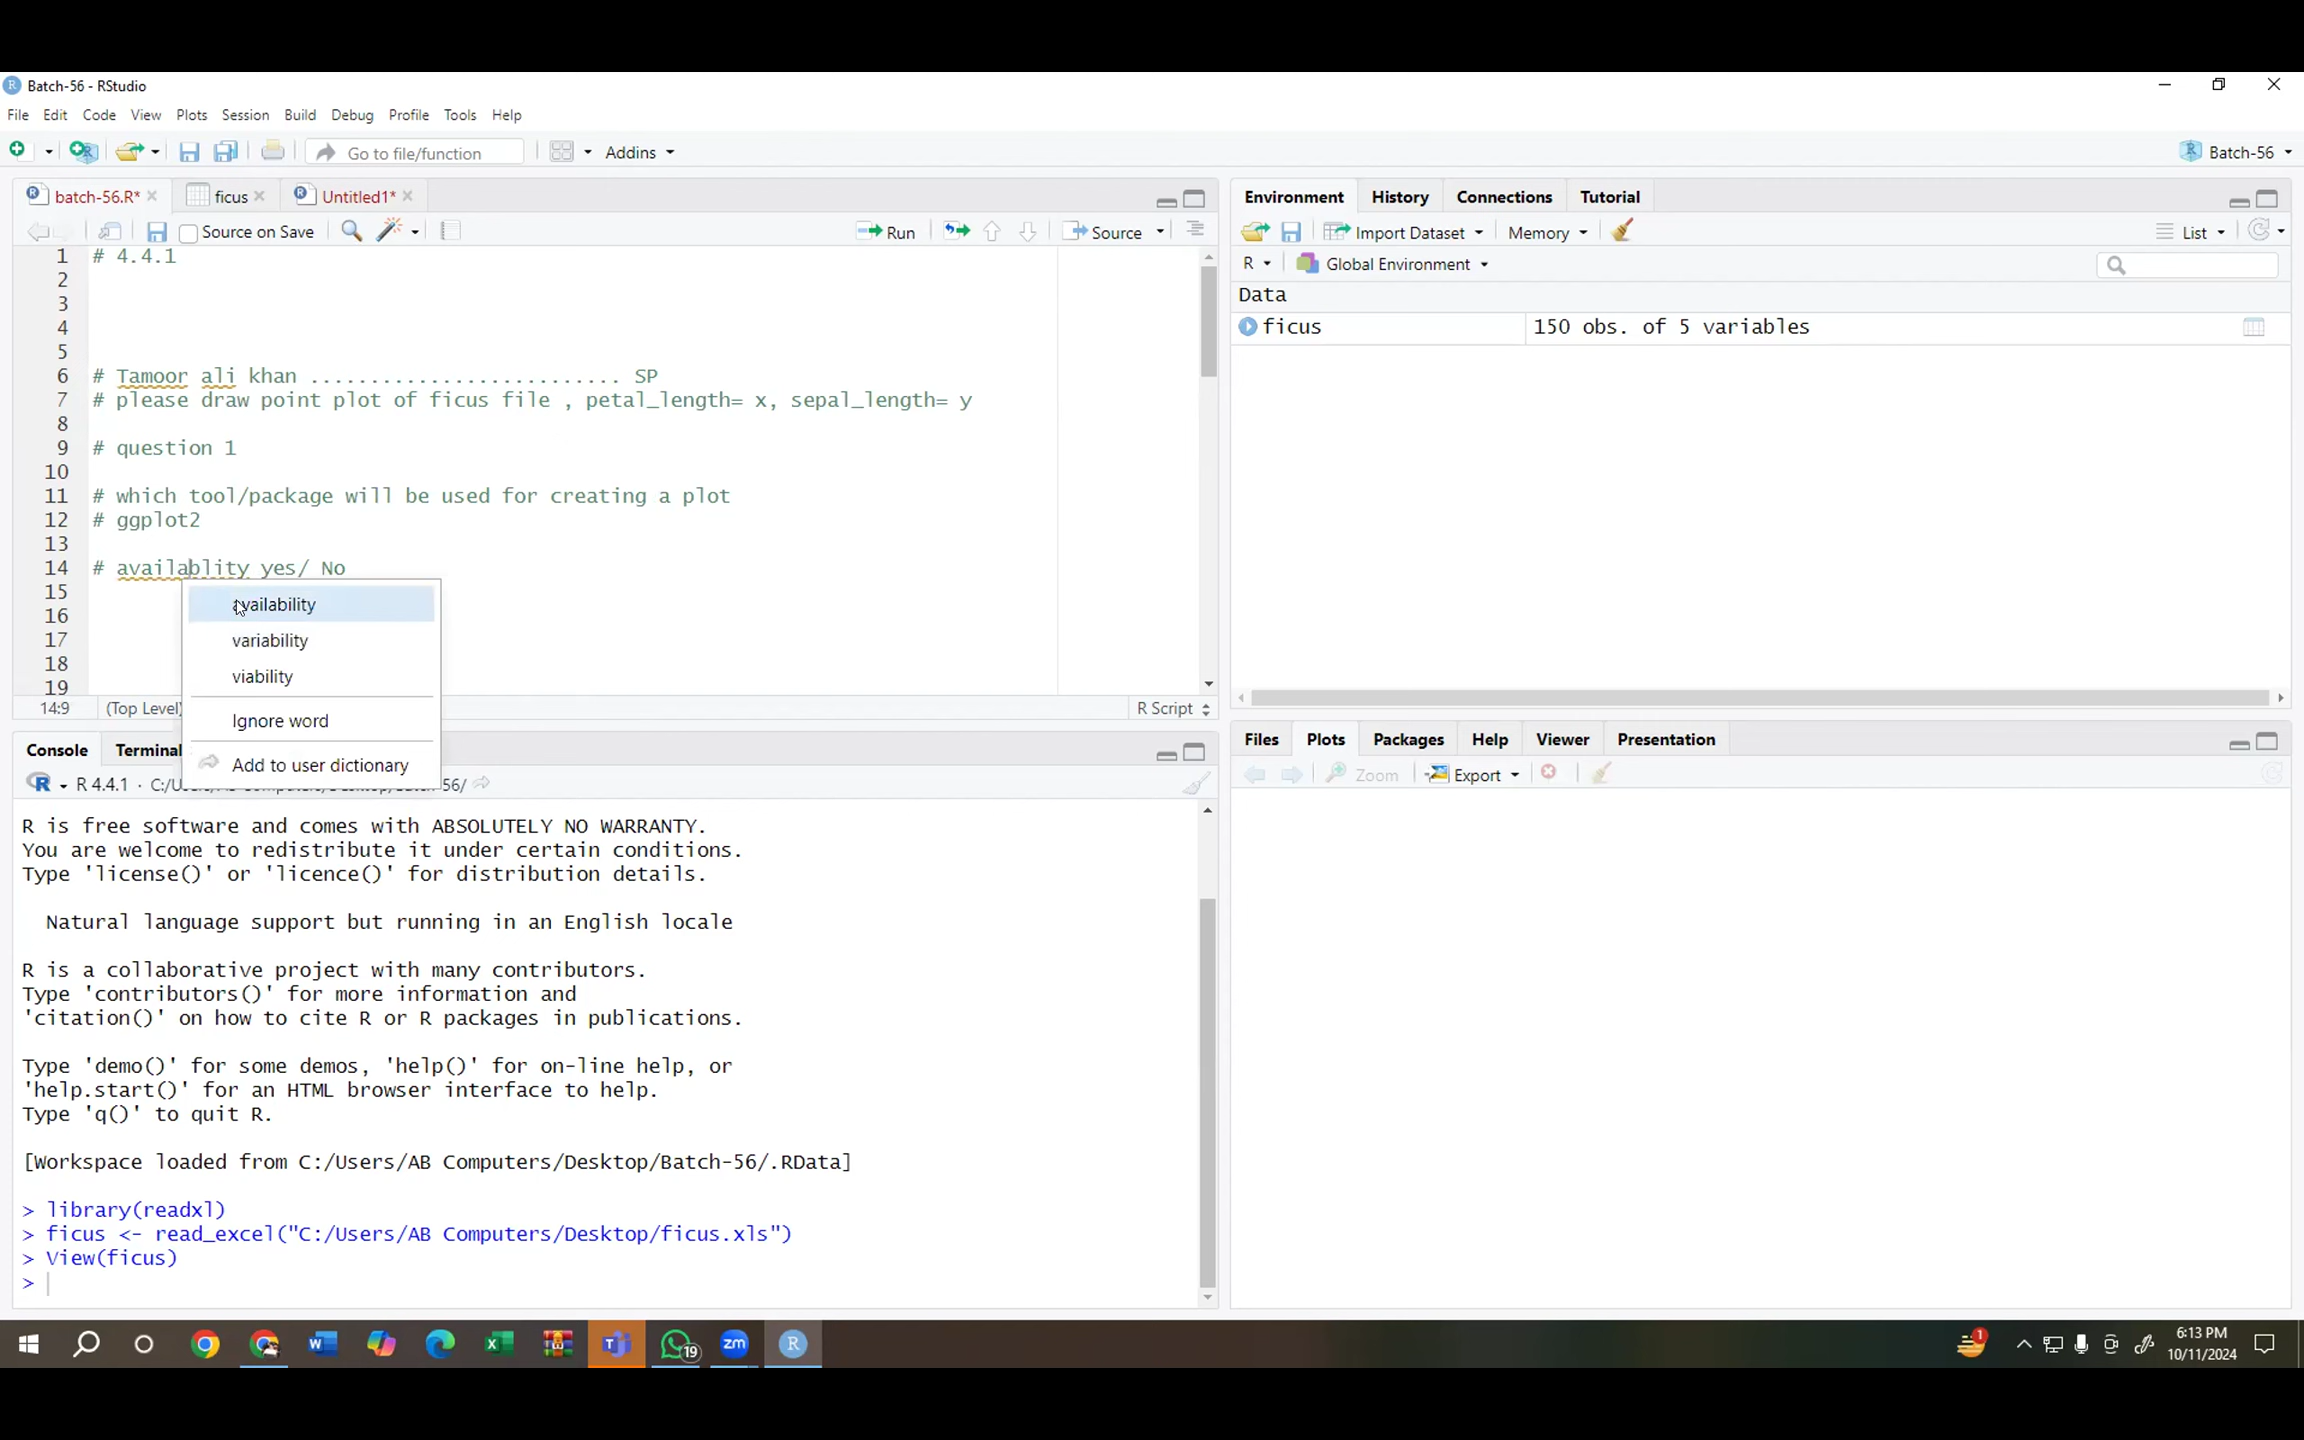 Batch-56 - RStudio
File Edit Code View Plots Session Build Debug Profile Tools Help
Go to file/function Addins Batch-56
batch-56.R* ficus Untitled1*
Source on Save Run Source
1 # 4.4.1
2
3
4
5
6 # Tamoor ali khan .......................... SP
7 # please draw point plot of ficus file , petal_length= x, sepal_length= y
8
9 # question 1
10
11 # which tool/package will be used for creating a plot
12 # ggplot2
13
14 # availablity yes/ No
15
16
17
18
19
availability
variability
viability
Ignore word
Add to user dictionary
14:9 (Top Level) R Script
Console Terminal
R 4.4.1 · C:/Users/AB Computers/Desktop/Batch-56/
R is free software and comes with ABSOLUTELY NO WARRANTY.
You are welcome to redistribute it under certain conditions.
Type 'license()' or 'licence()' for distribution details.
Natural language support but running in an English locale
R is a collaborative project with many contributors.
Type 'contributors()' for more information and
'citation()' on how to cite R or R packages in publications.
Type 'demo()' for some demos, 'help()' for on-line help, or
'help.start()' for an HTML browser interface to help.
Type 'q()' to quit R.
[Workspace loaded from C:/Users/AB Computers/Desktop/Batch-56/.RData]
> library(readxl)
> ficus <- read_excel("C:/Users/AB Computers/Desktop/ficus.xls")
> View(ficus)
>
Environment History Connections Tutorial
Import Dataset Memory List
R Global Environment
Data
ficus 150 obs. of 5 variables
Files Plots Packages Help Viewer Presentation
Zoom Export
19
zm
1
6:13 PM
10/11/2024